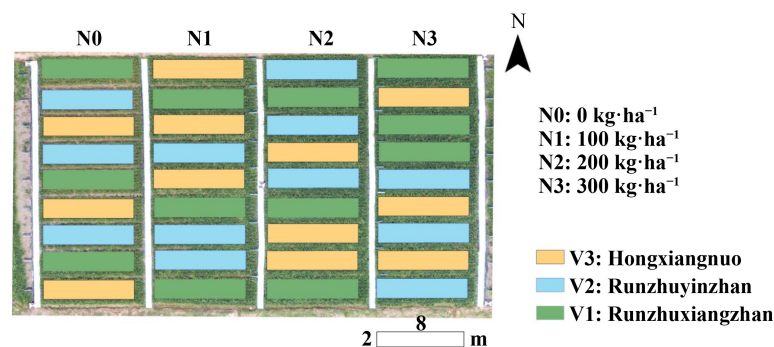 N0 N1 N2 N3
N
N0: 0 kg·ha⁻¹
N1: 100 kg·ha⁻¹
N2: 200 kg·ha⁻¹
N3: 300 kg·ha⁻¹
V3: Hongxiangnuo
V2: Runzhuyinzhan
V1: Runzhuxiangzhan
8
2 m